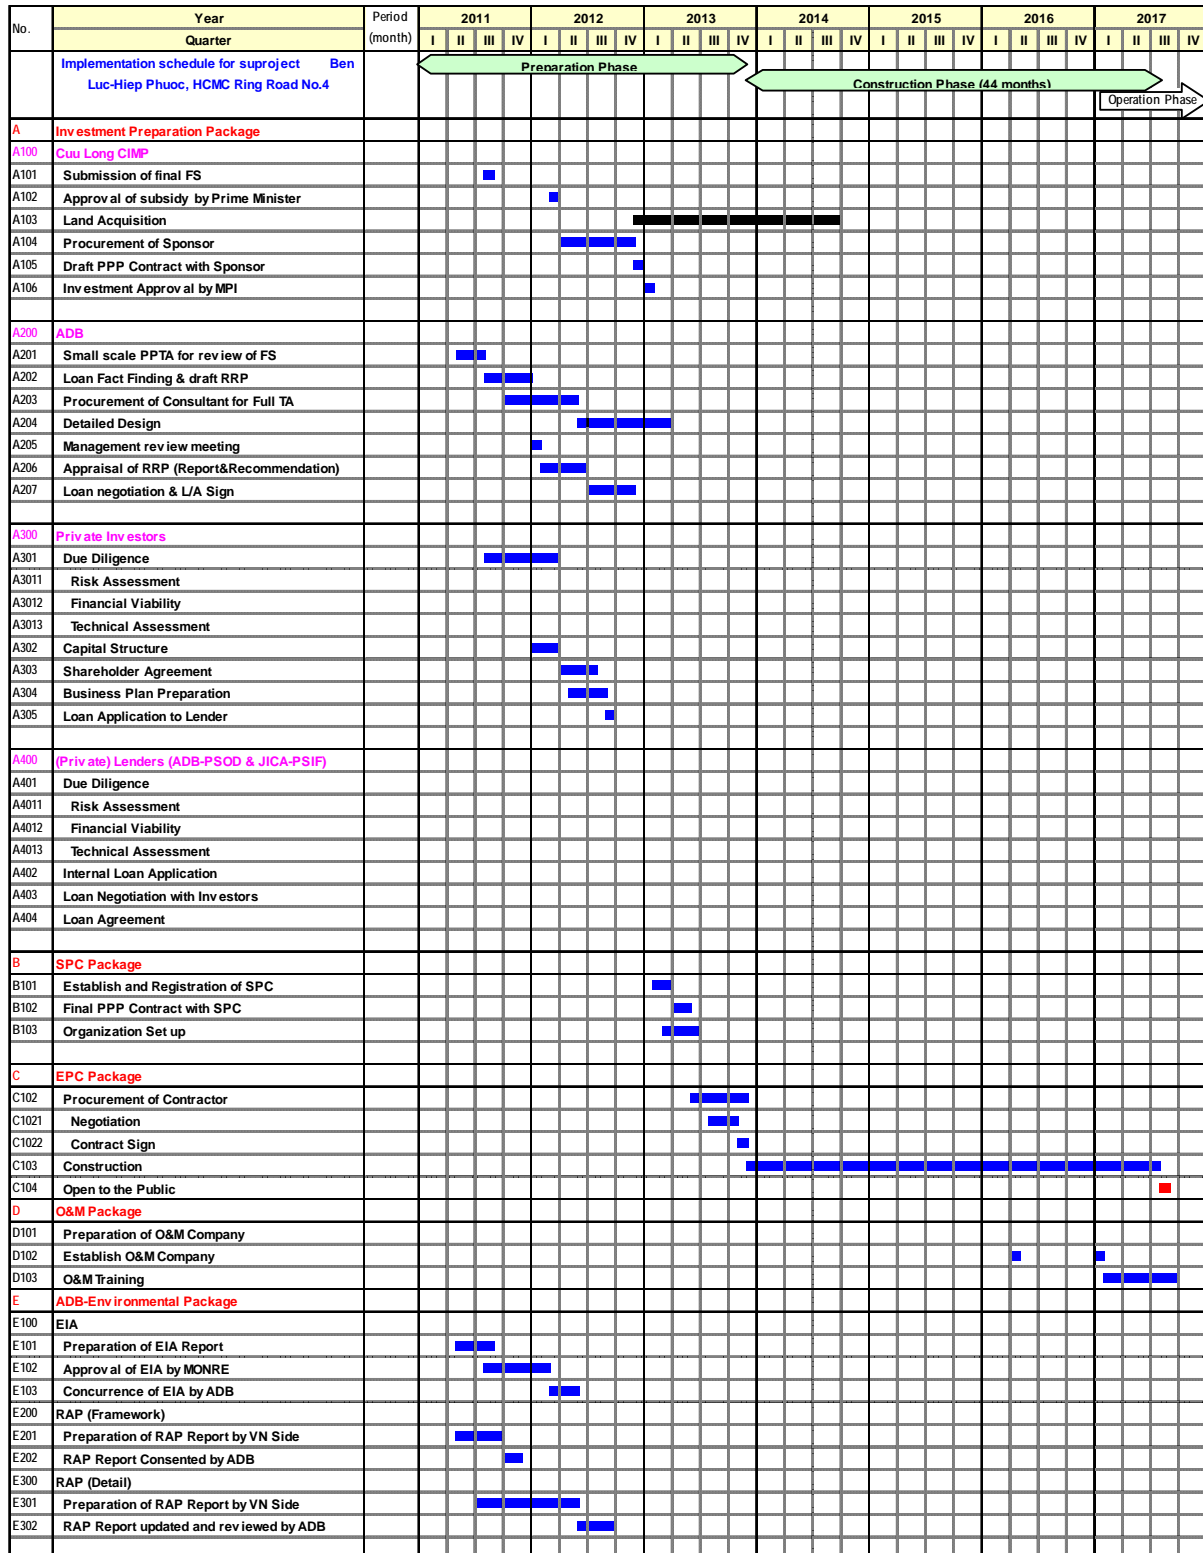 No. Year Period 2011 2012 2013 2014 2015 2016 2017
Quarter (month) I II III IV I II III IV I II III IV I II III IV I II III IV I II III IV I II III IV
Implementation schedule for suproject Ben Preparation Phase
Luc-Hiep Phuoc, HCMC Ring Road No.4 Construction Phase (44 months)
Operation Phase
A Investment Preparation Package
A100 Cuu Long CIMP
A101 Submission of final FS
A102 Approval of subsidy by Prime Minister
A103 Land Acquisition
A104 Procurement of Sponsor
A105 Draft PPP Contract with Sponsor
A106 Investment Approval by MPI
A200 ADB
A201 Small scale PPTA for review of FS
A202 Loan Fact Finding & draft RRP
A203 Procurement of Consultant for Full TA
A204 Detailed Design
A205 Management review meeting
A206 Appraisal of RRP (Report&Recommendation)
A207 Loan negotiation & L/A Sign
A300 Private Investors
A301 Due Diligence
A3011 Risk Assessment
A3012 Financial Viability
A3013 Technical Assessment
A302 Capital Structure
A303 Shareholder Agreement
A304 Business Plan Preparation
A305 Loan Application to Lender
A400 (Private) Lenders (ADB-PSOD & JICA-PSIF)
A401 Due Diligence
A4011 Risk Assessment
A4012 Financial Viability
A4013 Technical Assessment
A402 Internal Loan Application
A403 Loan Negotiation with Investors
A404 Loan Agreement
B SPC Package
B101 Establish and Registration of SPC
B102 Final PPP Contract with SPC
B103 Organization Set up
C EPC Package
C102 Procurement of Contractor
C1021 Negotiation
C1022 Contract Sign
C103 Construction
C104 Open to the Public
D O&M Package
D101 Preparation of O&M Company
D102 Establish O&M Company
D103 O&M Training
E ADB-Environmental Package
E100 EIA
E101 Preparation of EIA Report
E102 Approval of EIA by MONRE
E103 Concurrence of EIA by ADB
E200 RAP (Framework)
E201 Preparation of RAP Report by VN Side
E202 RAP Report Consented by ADB
E300 RAP (Detail)
E301 Preparation of RAP Report by VN Side
E302 RAP Report updated and reviewed by ADB